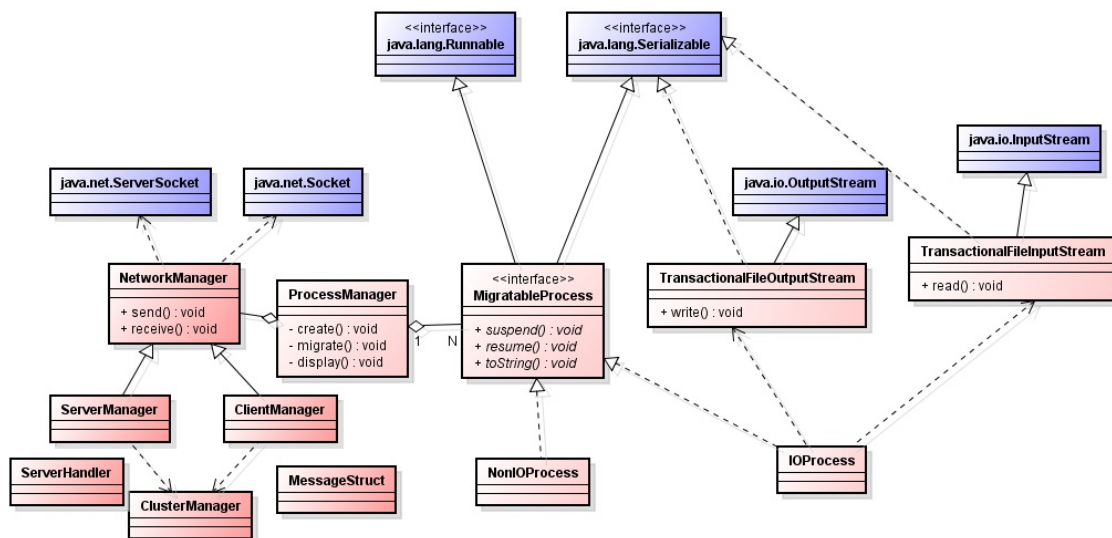 <<interface>>
java.lang.Runnable
<<interface>>
java.lang.Serializable
java.io.InputStream
java.net.ServerSocket
java.net.Socket
java.io.OutputStream
NetworkManager
+ send() : void
+ receive() : void
ProcessManager
- create() : void
- migrate() : void
- display() : void
1
N
<<interface>>
MigratableProcess
+ suspend() : void
+ resume() : void
+ toString() : void
TransactionalFileOutputStream
+ write() : void
TransactionalFileInputStream
+ read() : void
ServerManager
ClientManager
ServerHandler
MessageStruct
NonIOProcess
IOProcess
ClusterManager